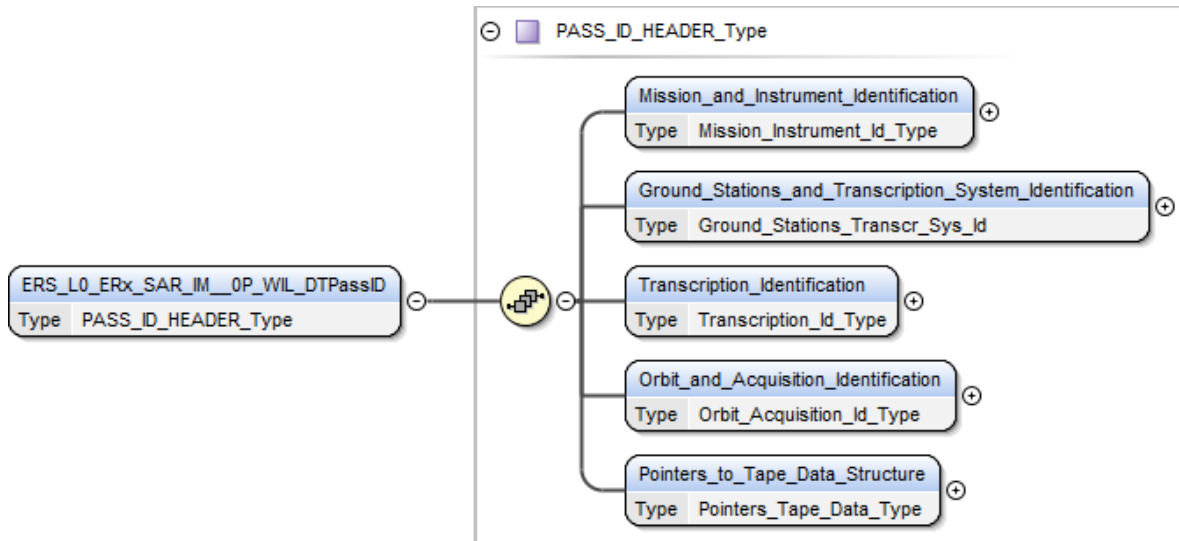 PASS_ID_HEADER_Type
Mission_and_Instrument_Identification
Type Mission_Instrument_Id_Type
Ground_Stations_and_Transcription_System_Identification
Type Ground_Stations_Transcr_Sys_Id
ERS_L0_ERx_SAR_IM__0P_WIL_DTPassID
Type PASS_ID_HEADER_Type
Transcription_Identification
Type Transcription_Id_Type
Orbit_and_Acquisition_Identification
Type Orbit_Acquisition_Id_Type
Pointers_to_Tape_Data_Structure
Type Pointers_Tape_Data_Type